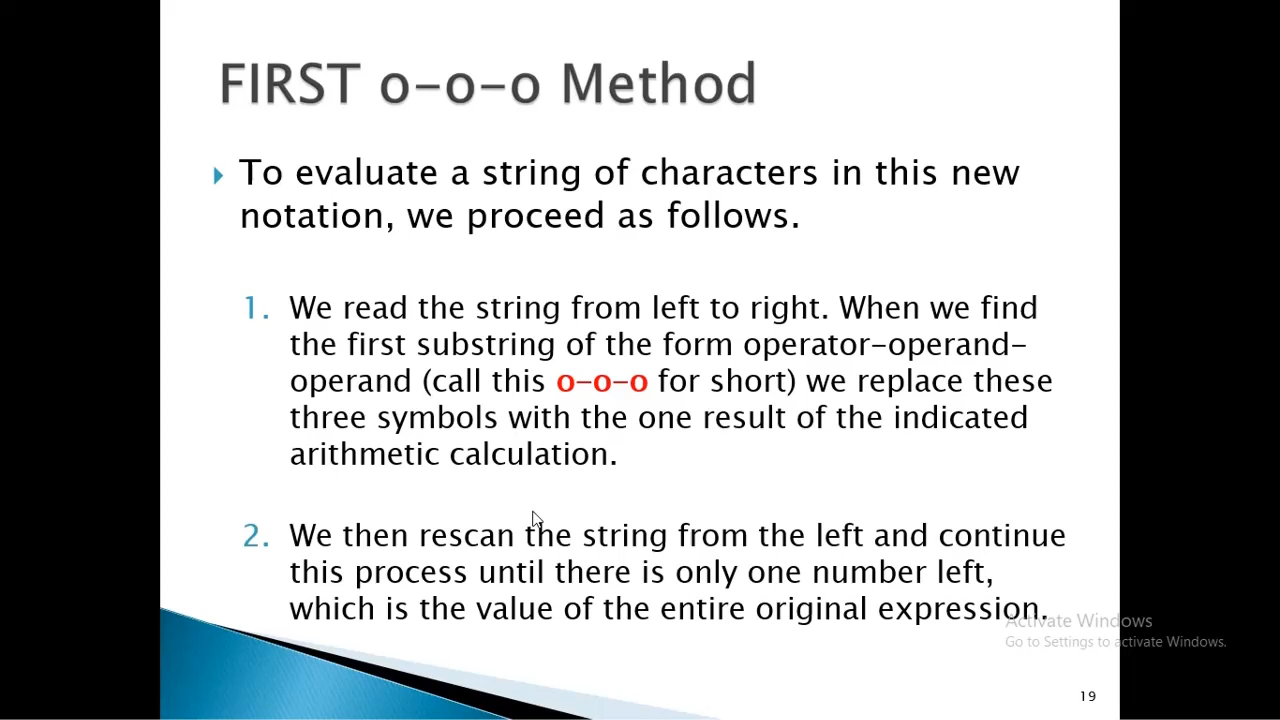 FIRST o-o-o Method
To evaluate a string of characters in this new
notation, we proceed as follows.
1. We read the string from left to right. When we find
the first substring of the form operator-operand-
operand (call this o-o-o for short) we replace these
three symbols with the one result of the indicated
arithmetic calculation.
2. We then rescan the string from the left and continue
this process until there is only one number left,
which is the value of the entire original expression.
Activate Windows
Go to Settings to activate Windows.
19